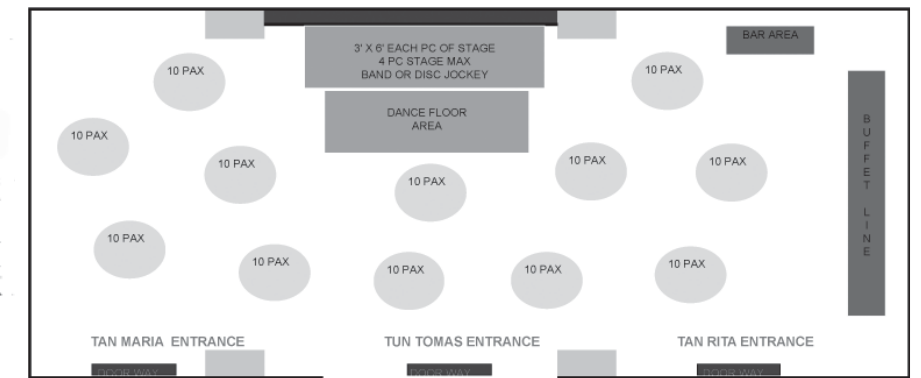 3' X 6' EACH PC OF STAGE
4 PC STAGE MAX
BAND OR DISC JOCKEY
BAR AREA
10 PAX
10 PAX
DANCE FLOOR
AREA
10 PAX
10 PAX
10 PAX
10 PAX
10 PAX
BUFFET LINE
10 PAX
10 PAX
10 PAX
10 PAX
10 PAX
TAN MARIA ENTRANCE
TUN TOMAS ENTRANCE
TAN RITA ENTRANCE
DOOR WAY
DOOR WAY
DOOR WAY